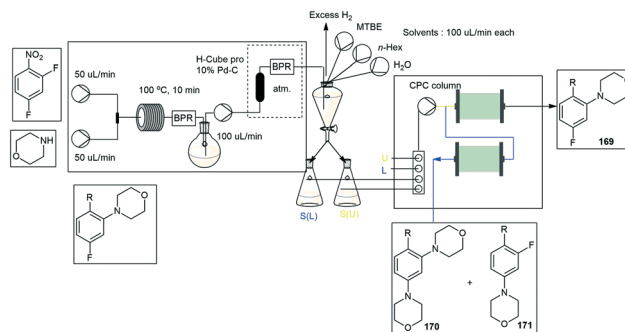 Excess H2
MTBE
n-Hex
H2O
Solvents : 100 uL/min each
NO2
F
F
NH
O
50 uL/min
50 uL/min
100 ºC, 10 min
BPR
100 uL/min
H-Cube pro
10% Pd-C
BPR
atm.
CPC column
U
L
S(L)
S(U)
R
N
O
F
R
N
O
F
169
R
N
O
N
O
170
+
R
F
N
O
171